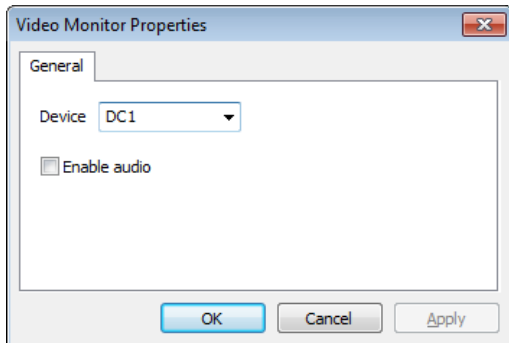 Video Monitor Properties
General
Device DC1
Enable audio
OK Cancel Apply